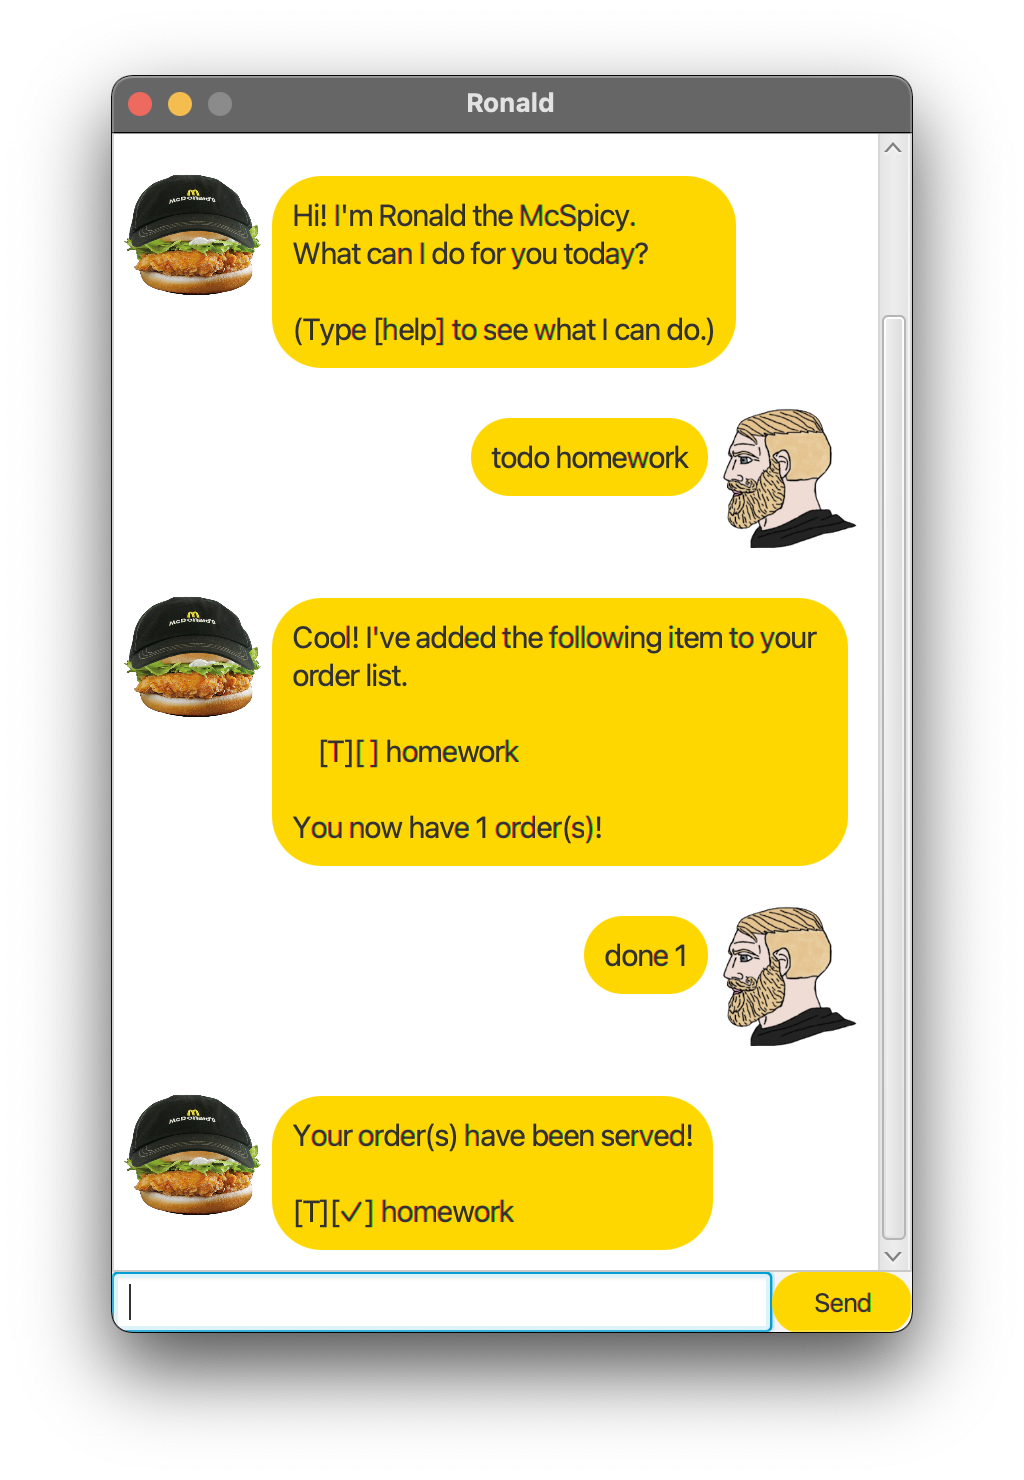 Ronald
McDonald's
Hi! I'm Ronald the McSpicy.
What can I do for you today?
(Type [help] to see what I can do.)
todo homework
McDonald's
Cool! I've added the following item to your
order list.
[T][ ] homework
You now have 1 order(s)!
done 1
McDonald's
Your order(s) have been served!
[T][✓] homework
Send